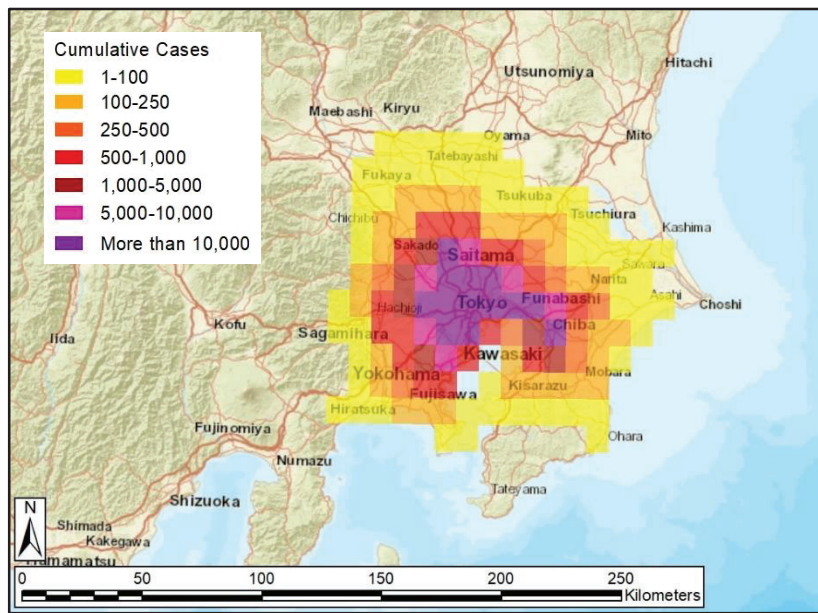 Cumulative Cases
1-100
100-250
250-500
500-1,000
1,000-5,000
5,000-10,000
More than 10,000
Hitachi
Utsunomiya
Maebashi
Kiryu
Oyama
Mito
Tatebayashi
Fukaya
Tsukuba
Tsuchiura
Chichibu
Kashima
Sakado
Saitama
Sawara
Narita
Asahi
Choshi
Hachioji
Tokyo
Funabashi
Iida
Kofu
Sagamihara
Chiba
Kawasaki
Yokohama
Mobara
Kisarazu
Fujisawa
Hiratsuka
Fujinomiya
Ohara
Numazu
Tateyama
Shizuoka
N
Shimada
Kakegawa
Hamamatsu
0 50 100 150 200 250
Kilometers